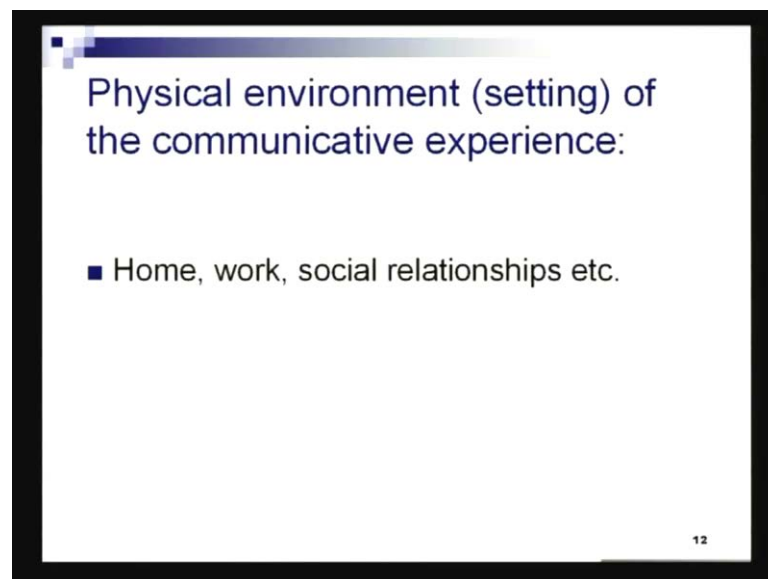 Physical environment (setting) of
the communicative experience:
Home, work, social relationships etc.
12